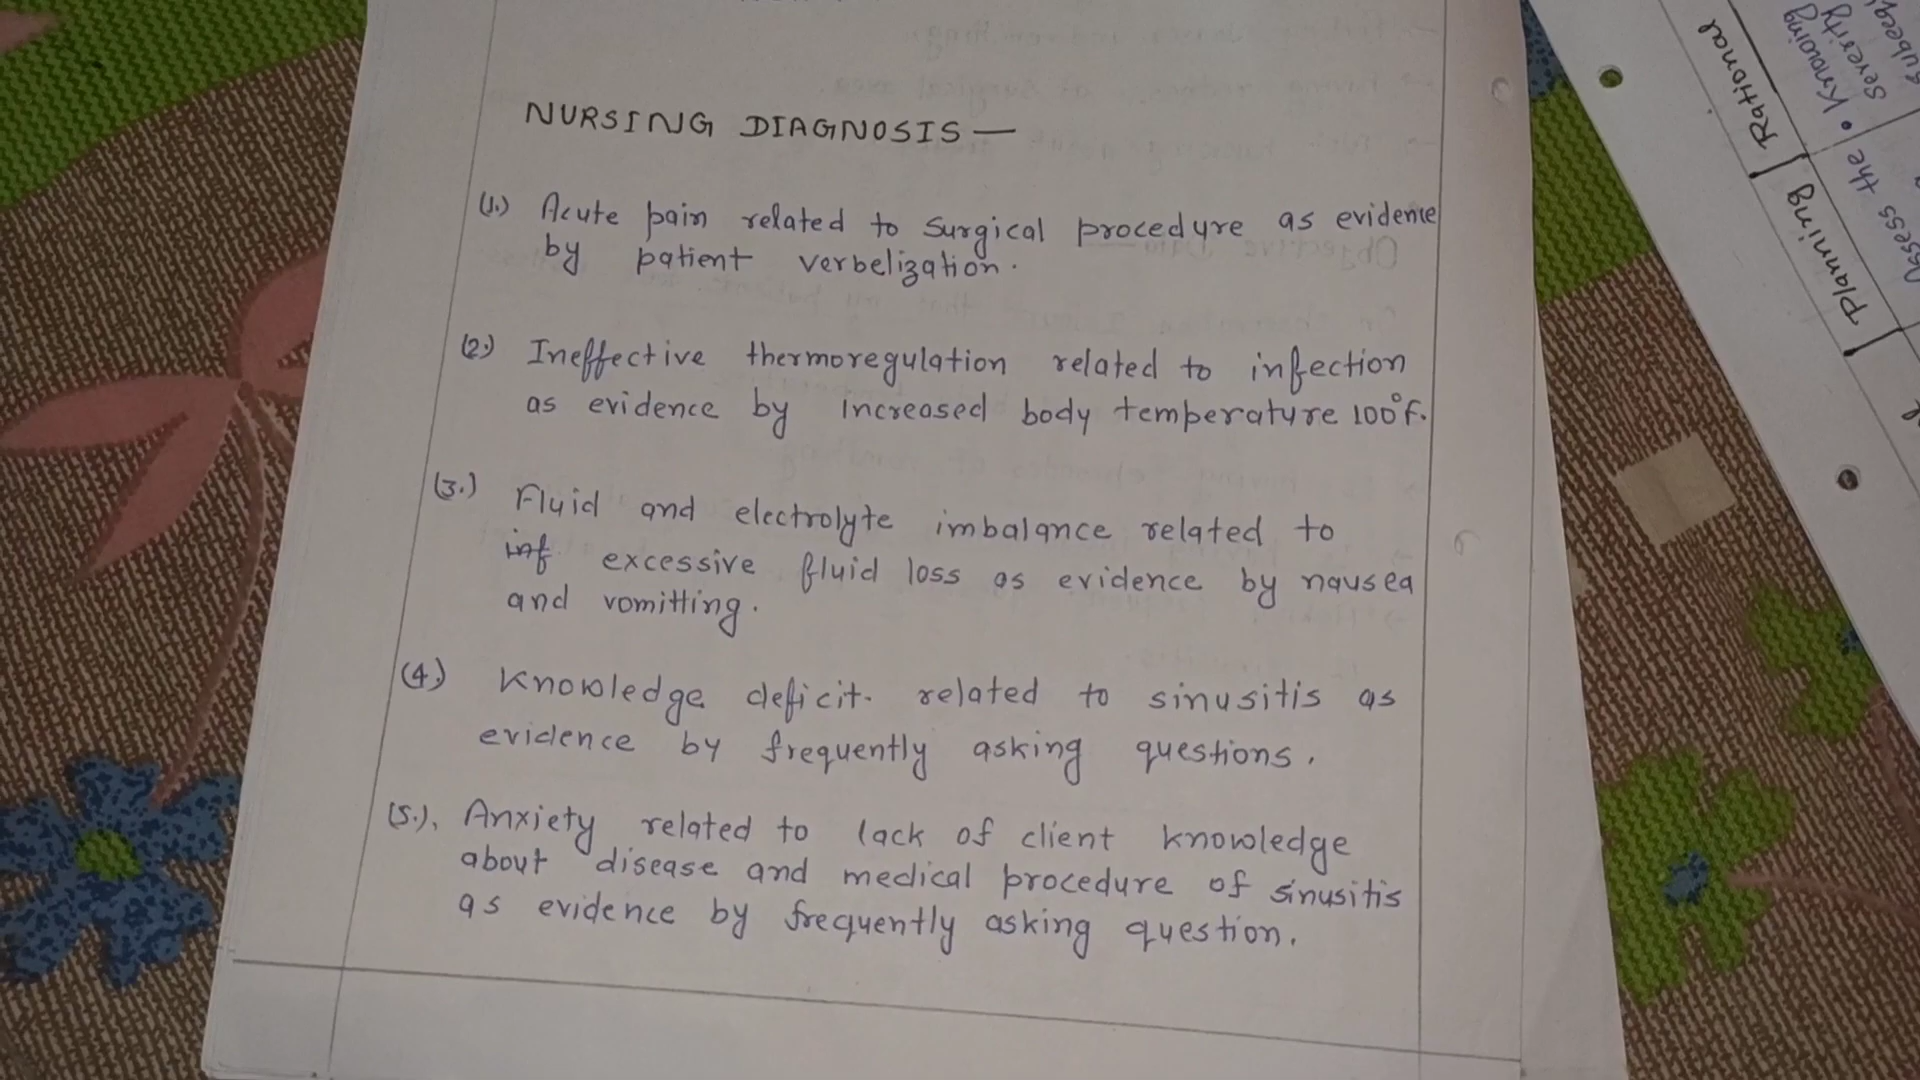 NURSING DIAGNOSIS —
(1.) Acute pain related to Surgical procedure as evidence
by patient verbelization.
(2.) Ineffective thermoregulation related to infection
as evidence by increased body temperature 100°F.
(3.) Fluid and electrolyte imbalance related to
inf excessive fluid loss as evidence by nausea
and vomitting.
(4.) Knowledge deficit. related to sinusitis as
evidence by frequently asking questions.
(5.). Anxiety related to lack of client knowledge
about disease and medical procedure of sinusitis
as evidence by frequently asking question.
Planning | Rational
Assess the • Knowing
severity